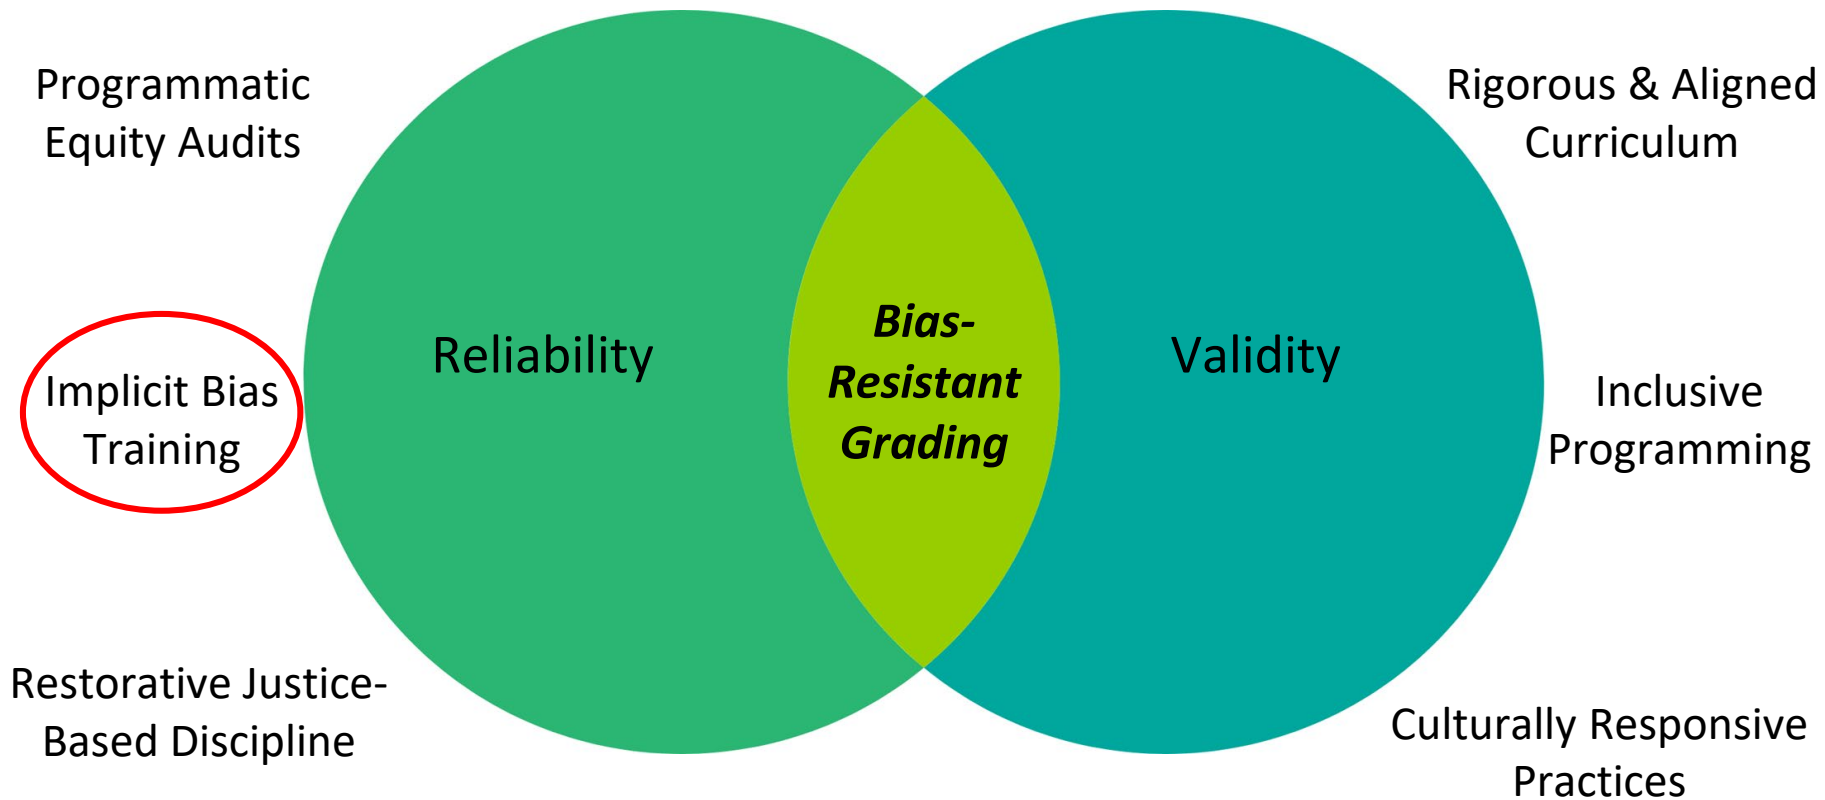 Programmatic
Equity Audits
Implicit Bias
Training
Restorative Justice-
Based Discipline
Reliability
Bias-
Resistant
Grading
Validity
Rigorous & Aligned
Curriculum
Inclusive
Programming
Culturally Responsive
Practices